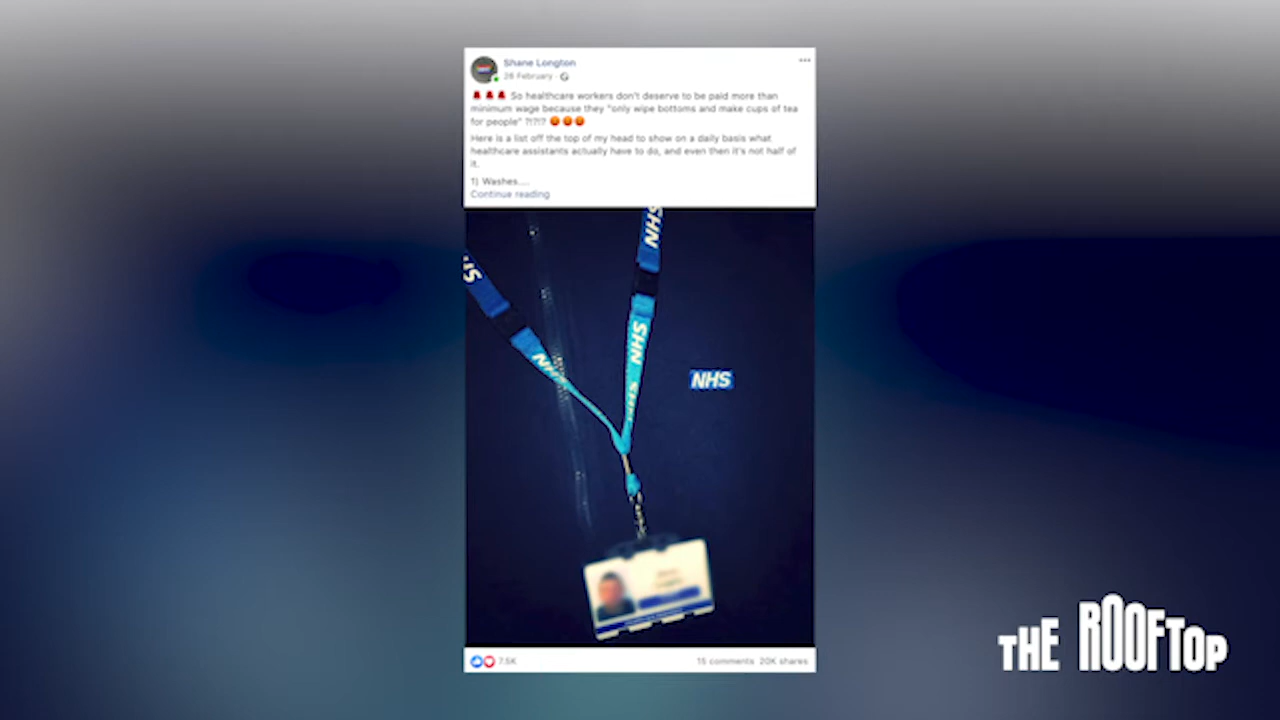 Shane Longton
26 February ·
So healthcare workers don't deserve to be paid more than
minimum wage because they "only wipe bottoms and make cups of tea
for people" ?!?!?
Here is a list off the top of my head to show on a daily basis what
healthcare assistants actually have to do, and even then it's not half of
it.
1) Washes....
Continue reading
NHS
NHS
NHS
NHS
7.5K
15 comments 20K shares
THE ROOFTOP